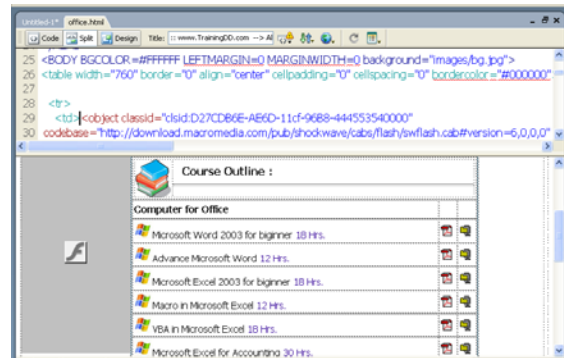 Untitled-1* office.html
Code Split Design Title: :: www.TrainingDD.com --> Al
25 <BODY BGCOLOR=#FFFFFF LEFTMARGIN=0 MARGINWIDTH=0 background="images/bg.jpg">
26 <table width="760" border="0" align="center" cellpadding="0" cellspacing="0" bordercolor="#000000"
28 <tr>
29 <td><object classid="clsid:D27CDB6E-AE6D-11cf-96B8-444553540000"
30 codebase="http://download.macromedia.com/pub/shockwave/cabs/flash/swflash.cab#version=6,0,0,0"
Course Outline :
Computer for Office
Microsoft Word 2003 for biginner 18 Hrs.
Advance Microsoft Word 12 Hrs.
Microsoft Excel 2003 for biginner 18 Hrs.
Macro in Microsoft Excel 12 Hrs.
VBA in Microsoft Excel 18 Hrs.
Microsoft Excel for Accounting 30 Hrs.